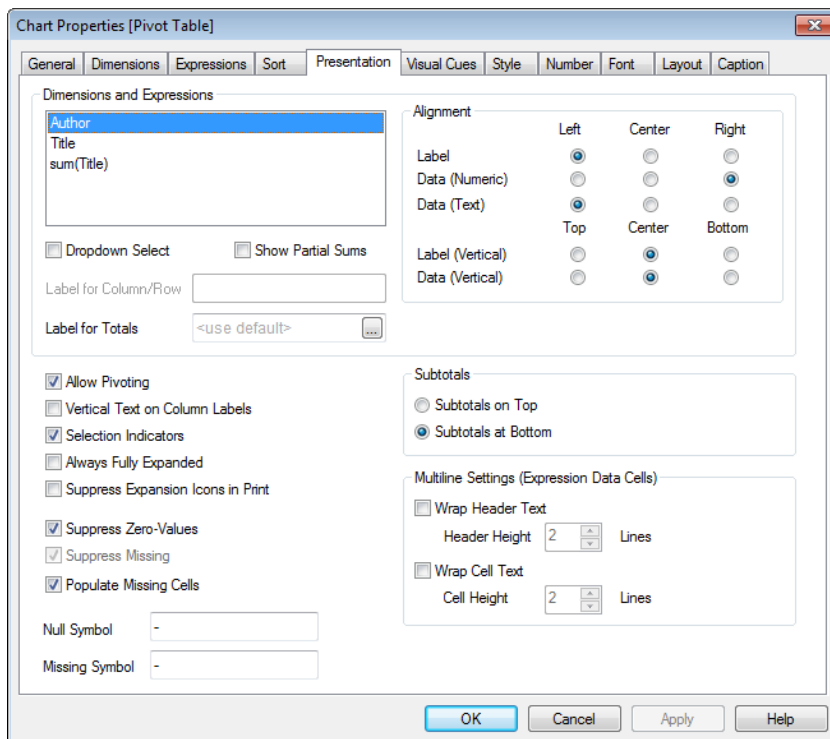 Chart Properties [Pivot Table]
General Dimensions Expressions Sort Presentation Visual Cues Style Number Font Layout Caption
Dimensions and Expressions
Author
Title
sum(Title)
Dropdown Select Show Partial Sums
Label for Column/Row
Label for Totals <use default> ...
Alignment
Left Center Right
Label
Data (Numeric)
Data (Text)
Top Center Bottom
Label (Vertical)
Data (Vertical)
Allow Pivoting
Vertical Text on Column Labels
Selection Indicators
Always Fully Expanded
Suppress Expansion Icons in Print
Suppress Zero-Values
Suppress Missing
Populate Missing Cells
Null Symbol -
Missing Symbol -
Subtotals
Subtotals on Top
Subtotals at Bottom
Multiline Settings (Expression Data Cells)
Wrap Header Text
Header Height 2 Lines
Wrap Cell Text
Cell Height 2 Lines
OK Cancel Apply Help